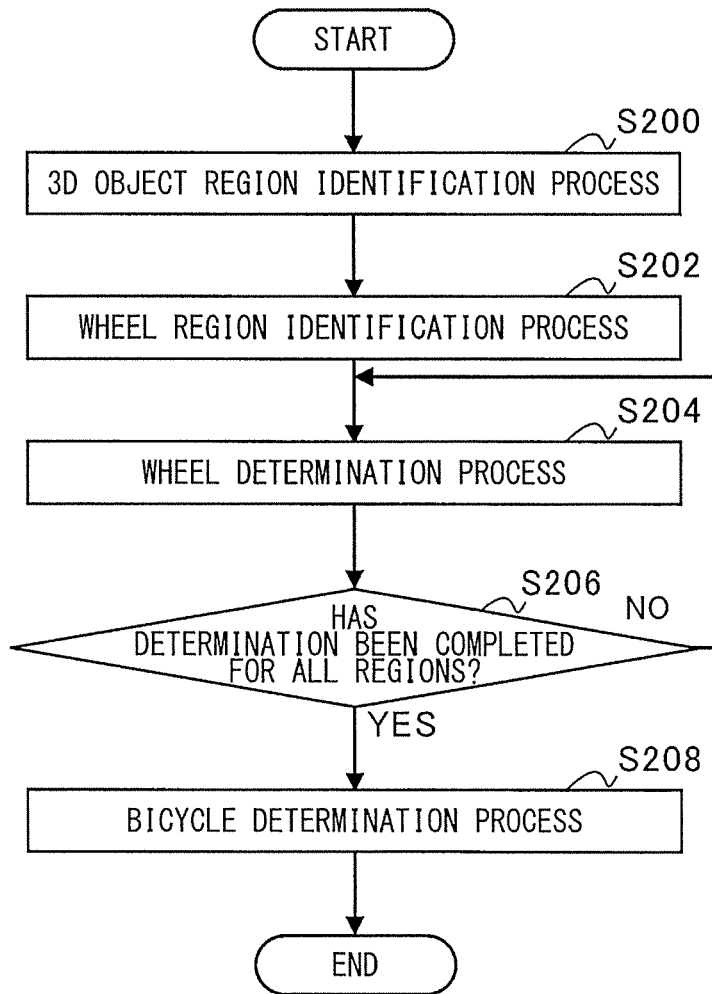 START
S200
3D OBJECT REGION IDENTIFICATION PROCESS
S202
WHEEL REGION IDENTIFICATION PROCESS
S204
WHEEL DETERMINATION PROCESS
S206
HAS
NO
DETERMINATION BEEN COMPLETED
FOR ALL REGIONS?
YES
S208
BICYCLE DETERMINATION PROCESS
END